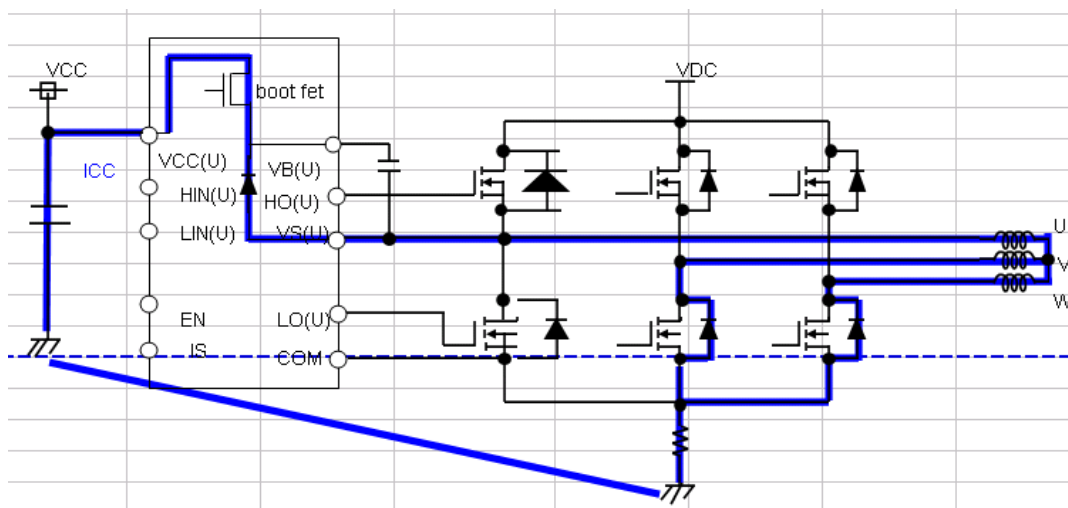 VCC
VDC
boot fet
ICC
VCC(U)
VB(U)
HIN(U)
HO(U)
LIN(U)
VS(U)
U
V
W
EN
LO(U)
IS
COM